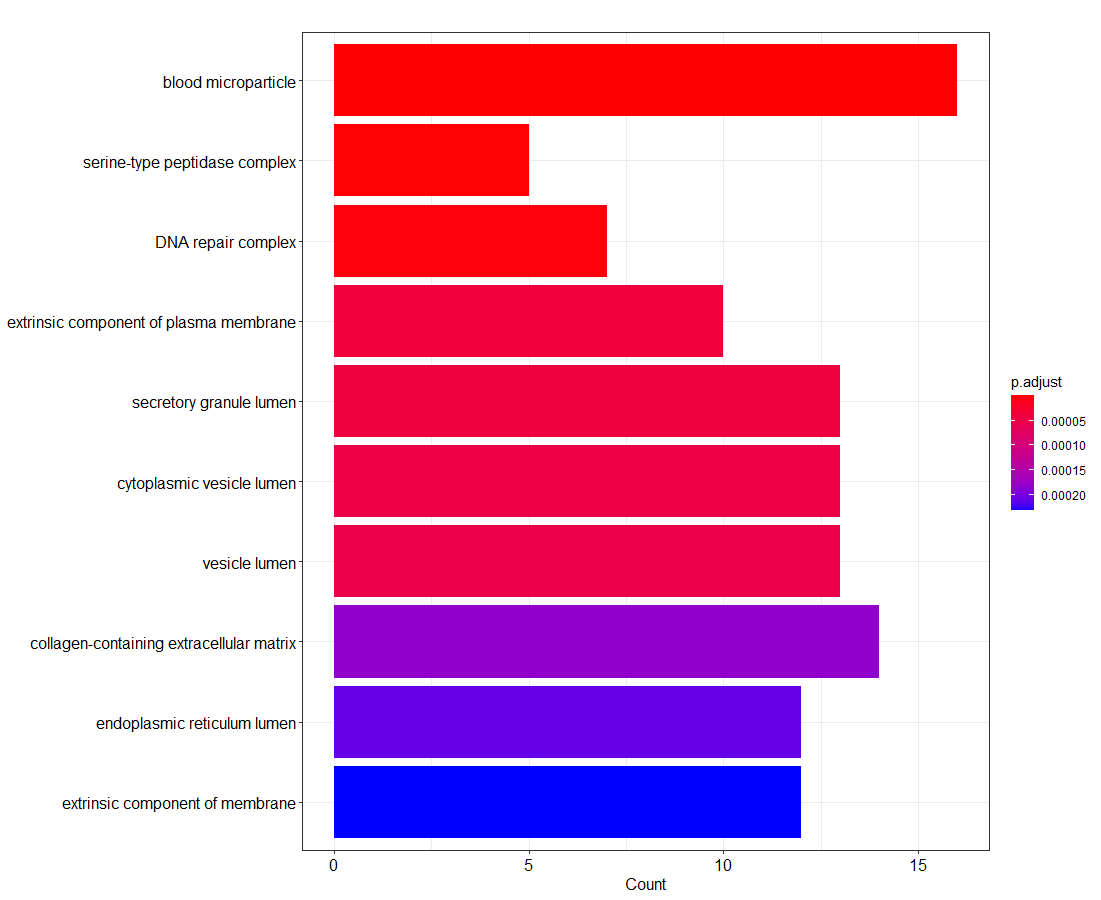 blood microparticle
serine-type peptidase complex
DNA repair complex
extrinsic component of plasma membrane
secretory granule lumen
cytoplasmic vesicle lumen
vesicle lumen
collagen-containing extracellular matrix
endoplasmic reticulum lumen
extrinsic component of membrane
0 5 10 15
Count
p.adjust
0.00005
0.00010
0.00015
0.00020